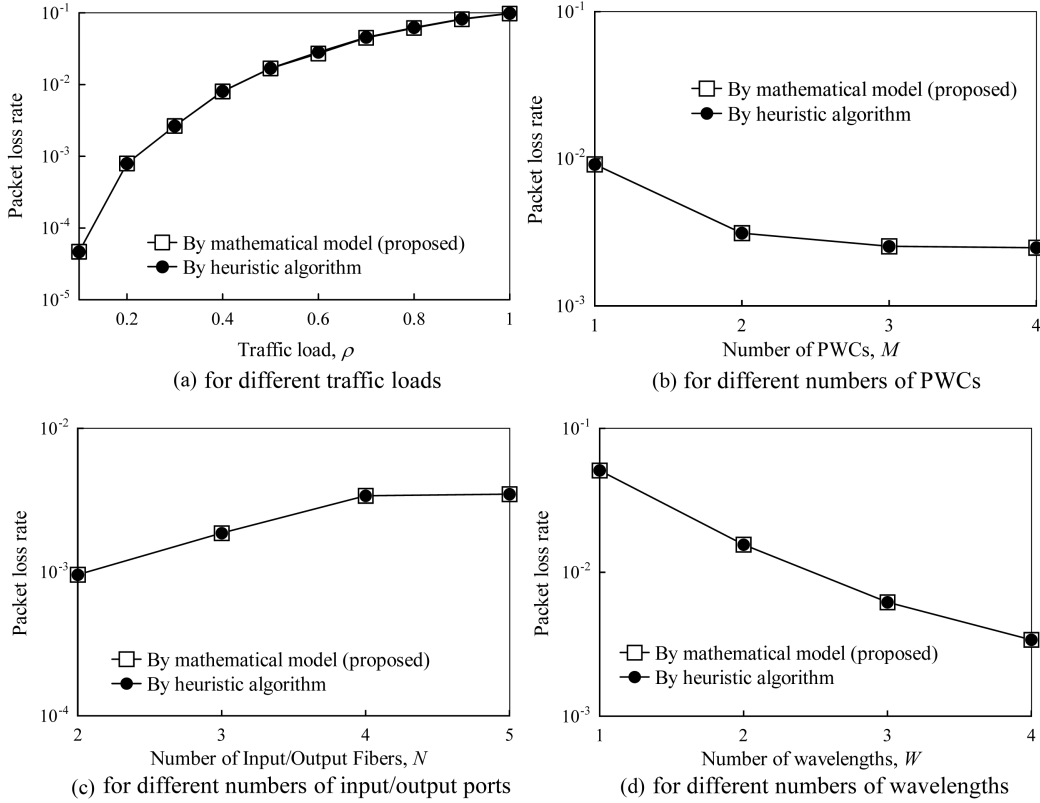 10-1
10-2
10-3
10-4
10-5
Packet loss rate
By mathematical model (proposed)
By heuristic algorithm
0.2
0.4
0.6
0.8
1
Traffic load, ρ
(a) for different traffic loads
10-1
10-2
10-3
Packet loss rate
By mathematical model (proposed)
By heuristic algorithm
1
2
3
4
Number of PWCs, M
(b) for different numbers of PWCs
10-2
10-3
10-4
Packet loss rate
By mathematical model (proposed)
By heuristic algorithm
2
3
4
5
Number of Input/Output Fibers, N
(c) for different numbers of input/output ports
10-1
10-2
10-3
Packet loss rate
By mathematical model (proposed)
By heuristic algorithm
1
2
3
4
Number of wavelengths, W
(d) for different numbers of wavelengths